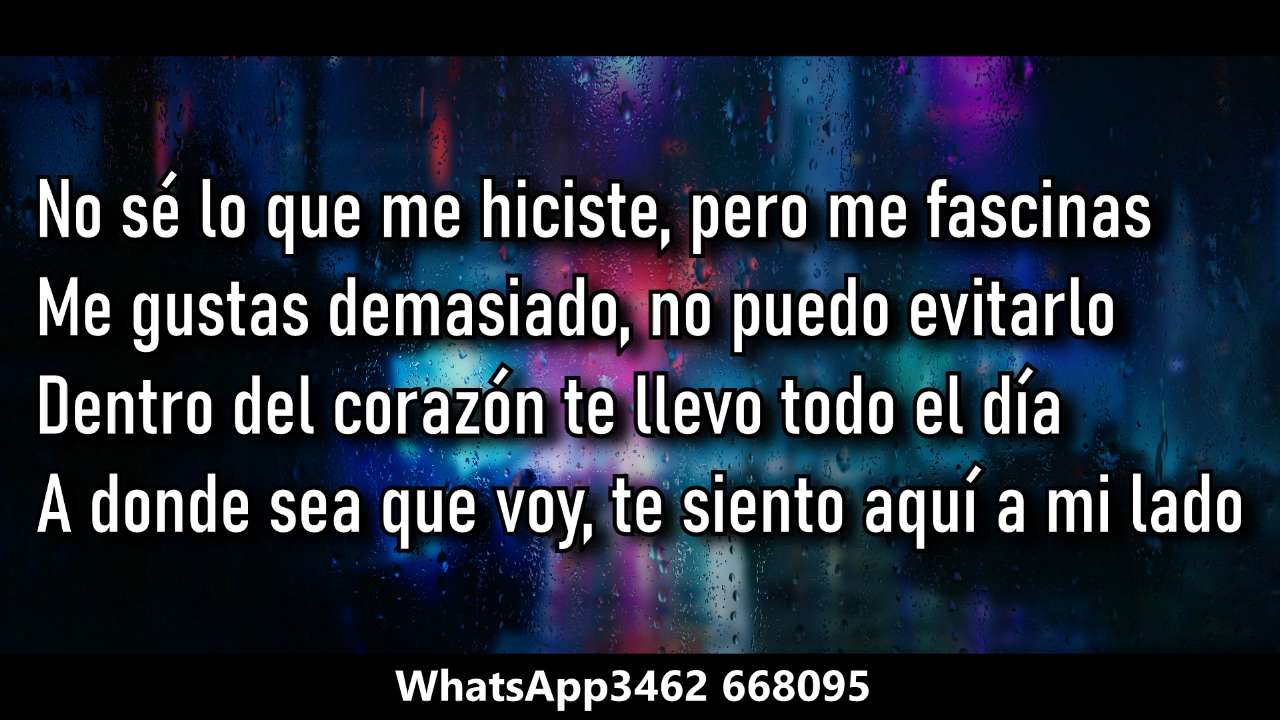 No sé lo que me hiciste, pero me fascinas
Me gustas demasiado, no puedo evitarlo
Dentro del corazón te llevo todo el día
A donde sea que voy, te siento aquí a mi lado
WhatsApp3462 668095